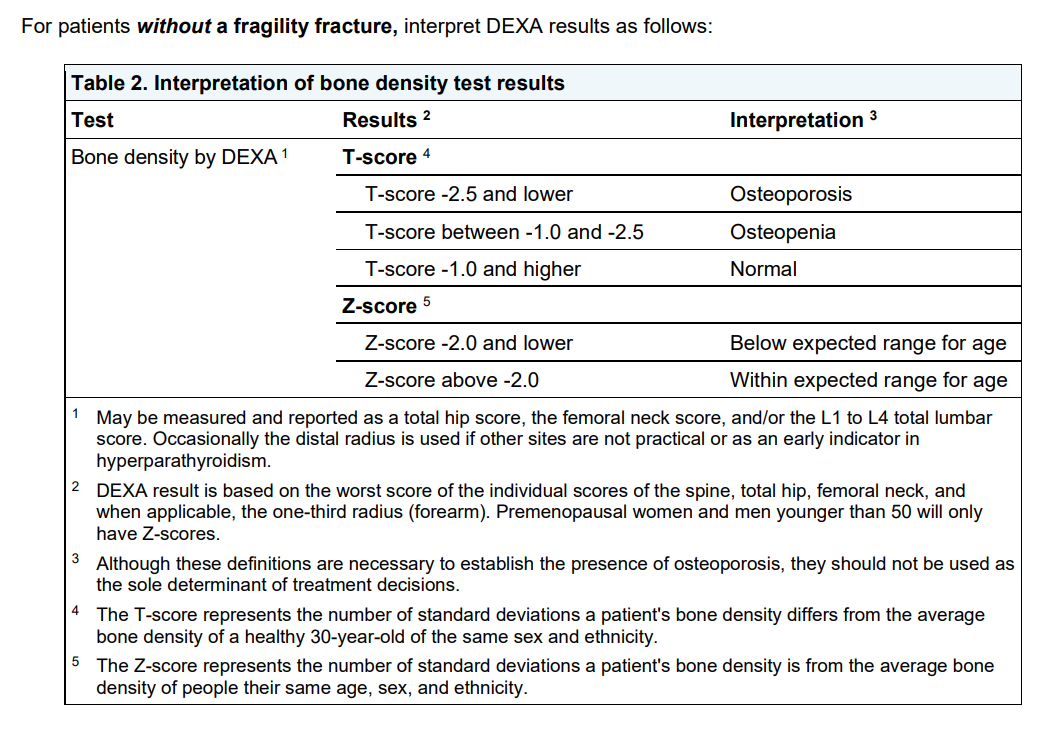 For patients without a fragility fracture, interpret DEXA results as follows:
Table 2. Interpretation of bone density test results
Test Results 2 Interpretation 3
Bone density by DEXA 1 T-score 4
T-score -2.5 and lower Osteoporosis
T-score between -1.0 and -2.5 Osteopenia
T-score -1.0 and higher Normal
Z-score 5
Z-score -2.0 and lower Below expected range for age
Z-score above -2.0 Within expected range for age
1 May be measured and reported as a total hip score, the femoral neck score, and/or the L1 to L4 total lumbar
score. Occasionally the distal radius is used if other sites are not practical or as an early indicator in
hyperparathyroidism.
2 DEXA result is based on the worst score of the individual scores of the spine, total hip, femoral neck, and
when applicable, the one-third radius (forearm). Premenopausal women and men younger than 50 will only
have Z-scores.
3 Although these definitions are necessary to establish the presence of osteoporosis, they should not be used as
the sole determinant of treatment decisions.
4 The T-score represents the number of standard deviations a patient's bone density differs from the average
bone density of a healthy 30-year-old of the same sex and ethnicity.
5 The Z-score represents the number of standard deviations a patient's bone density is from the average bone
density of people their same age, sex, and ethnicity.